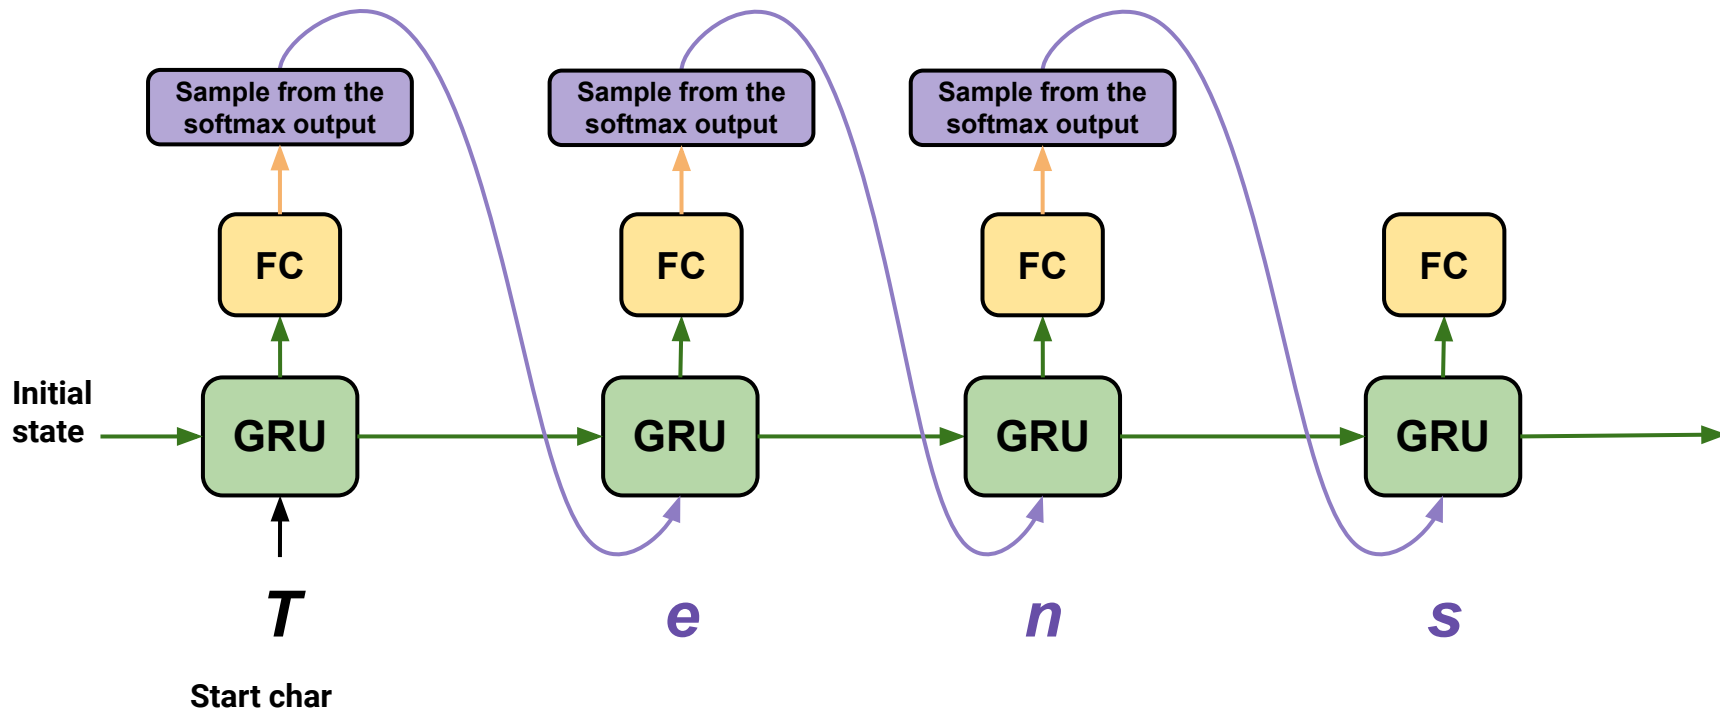 Sample from the
softmax output
Sample from the
softmax output
Sample from the
softmax output
FC
FC
FC
FC
Initial
state
GRU
GRU
GRU
GRU
T
e
n
s
Start char